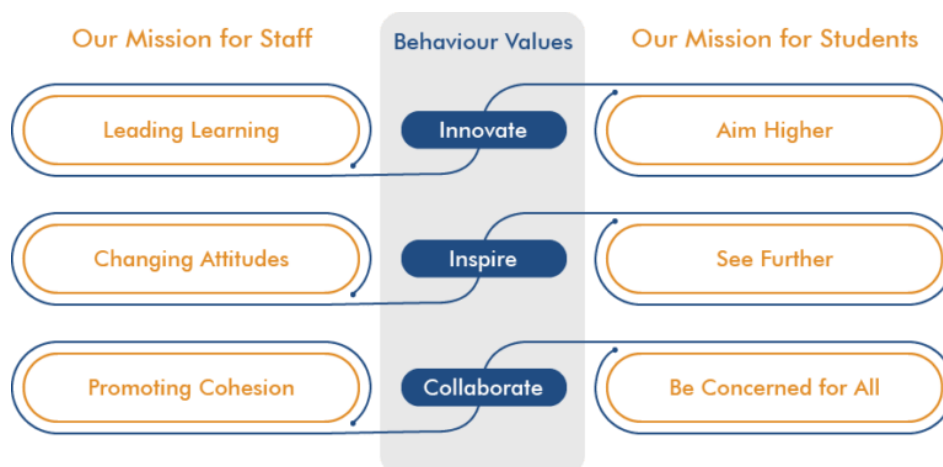 Our Mission for Staff
Behaviour Values
Our Mission for Students
Leading Learning
Innovate
Aim Higher
Changing Attitudes
Inspire
See Further
Promoting Cohesion
Collaborate
Be Concerned for All